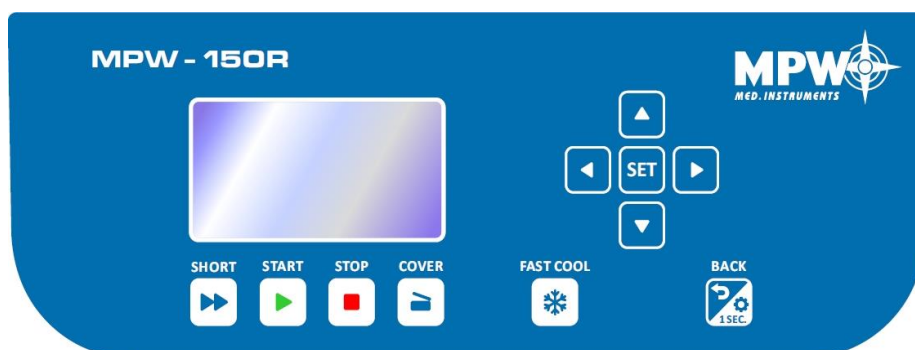 MPW - 150R
MPW
MED. INSTRUMENTS
SET
SHORT START STOP COVER FAST COOL BACK
1 SEC.